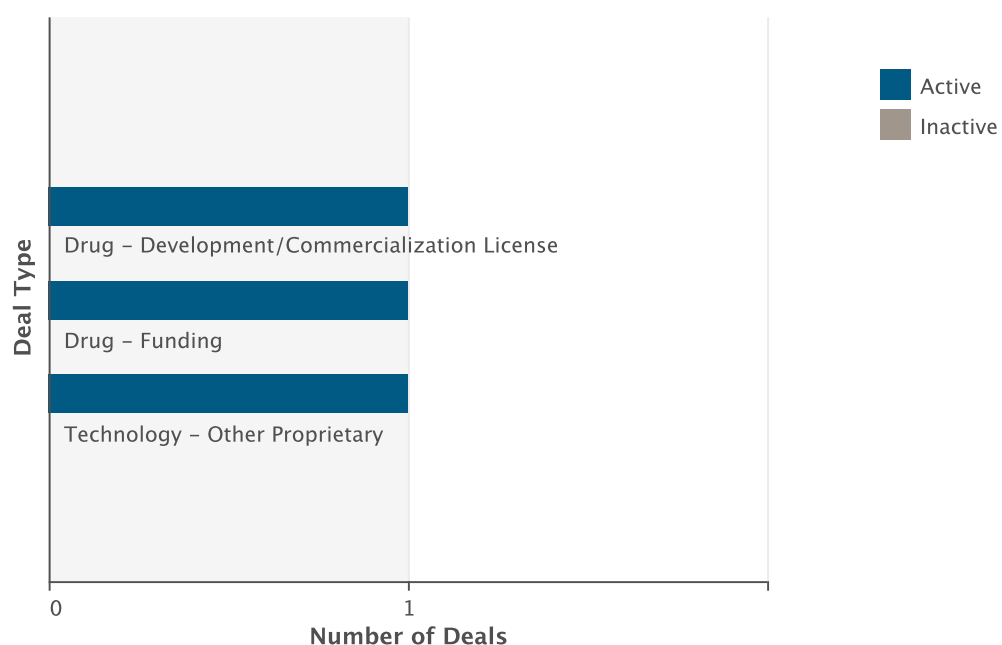 Active
Inactive
Drug – Development/Commercialization License
Drug – Funding
Technology – Other Proprietary
Deal Type
0
1
Number of Deals